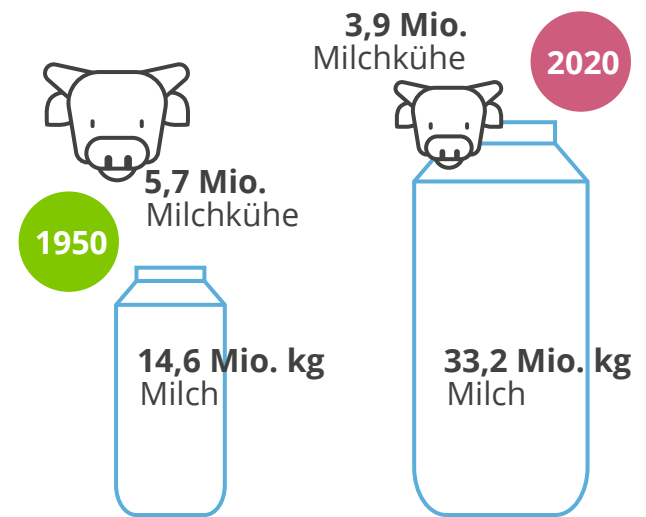 5,7 Mio.
Milchkühe
1950
14,6 Mio. kg
Milch
3,9 Mio.
Milchkühe
2020
33,2 Mio. kg
Milch